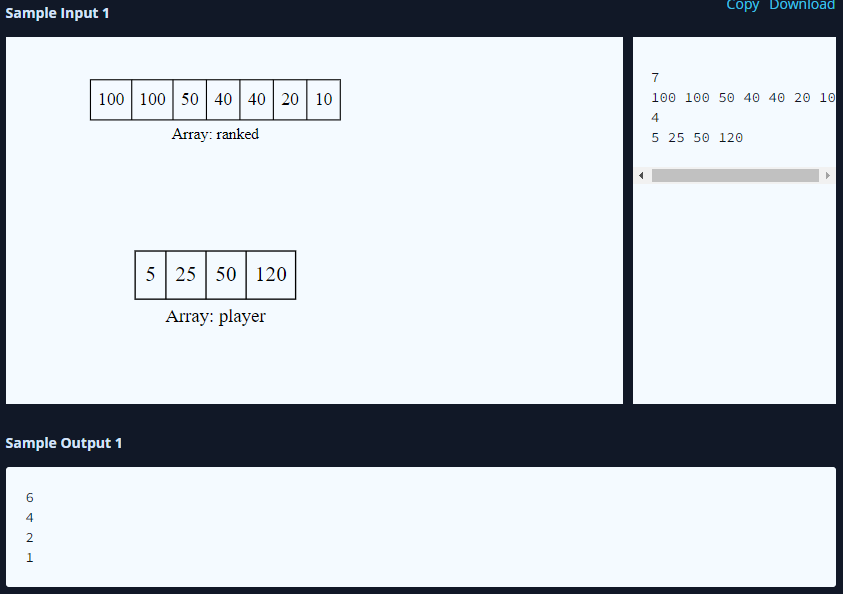 Copy Download
Sample Input 1
100 100 50 40 40 20 10
Array: ranked
5 25 50 120
Array: player
7
100 100 50 40 40 20 10
4
5 25 50 120
Sample Output 1
6
4
2
1